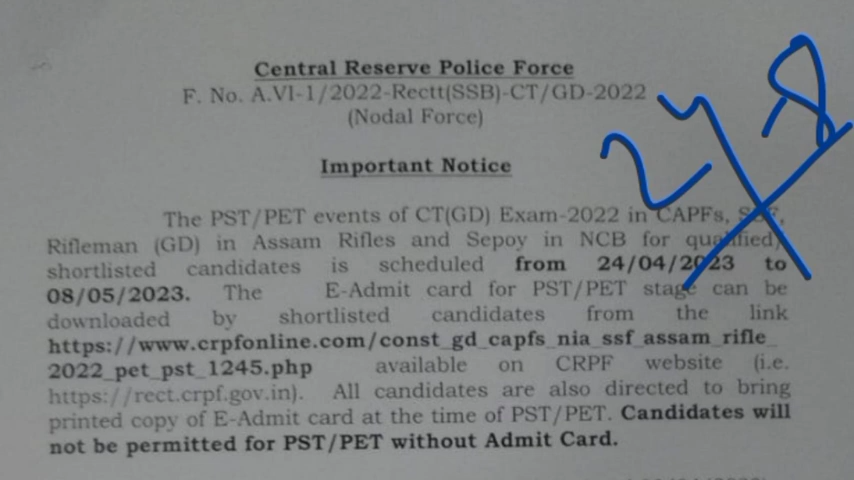 Central Reserve Police Force
F. No. A.VI-1/2022-Rectt(SSB)-CT/GD-2022
(Nodal Force)
Important Notice
The PST/PET events of CT(GD) Exam-2022 in CAPFs, SSF,
Rifleman (GD) in Assam Rifles and Sepoy in NCB for qualified/
shortlisted candidates is scheduled from 24/04/2023 to
08/05/2023. The E-Admit card for PST/PET stage can be
downloaded by shortlisted candidates from the link
https://www.crpfonline.com/const_gd_capfs_nia_ssf_assam_rifle_
2022_pet_pst_1245.php available on CRPF website (i.e.
https://rect.crpf.gov.in). All candidates are also directed to bring
printed copy of E-Admit card at the time of PST/PET. Candidates will
not be permitted for PST/PET without Admit Card.